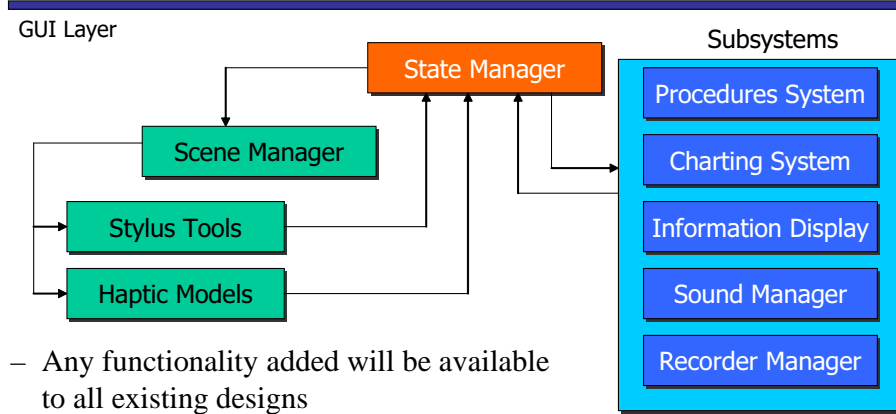 GUI Layer
Subsystems
State Manager
Procedures System
Scene Manager
Charting System
Stylus Tools
Information Display
Haptic Models
Sound Manager
Recorder Manager
– Any functionality added will be available
to all existing designs